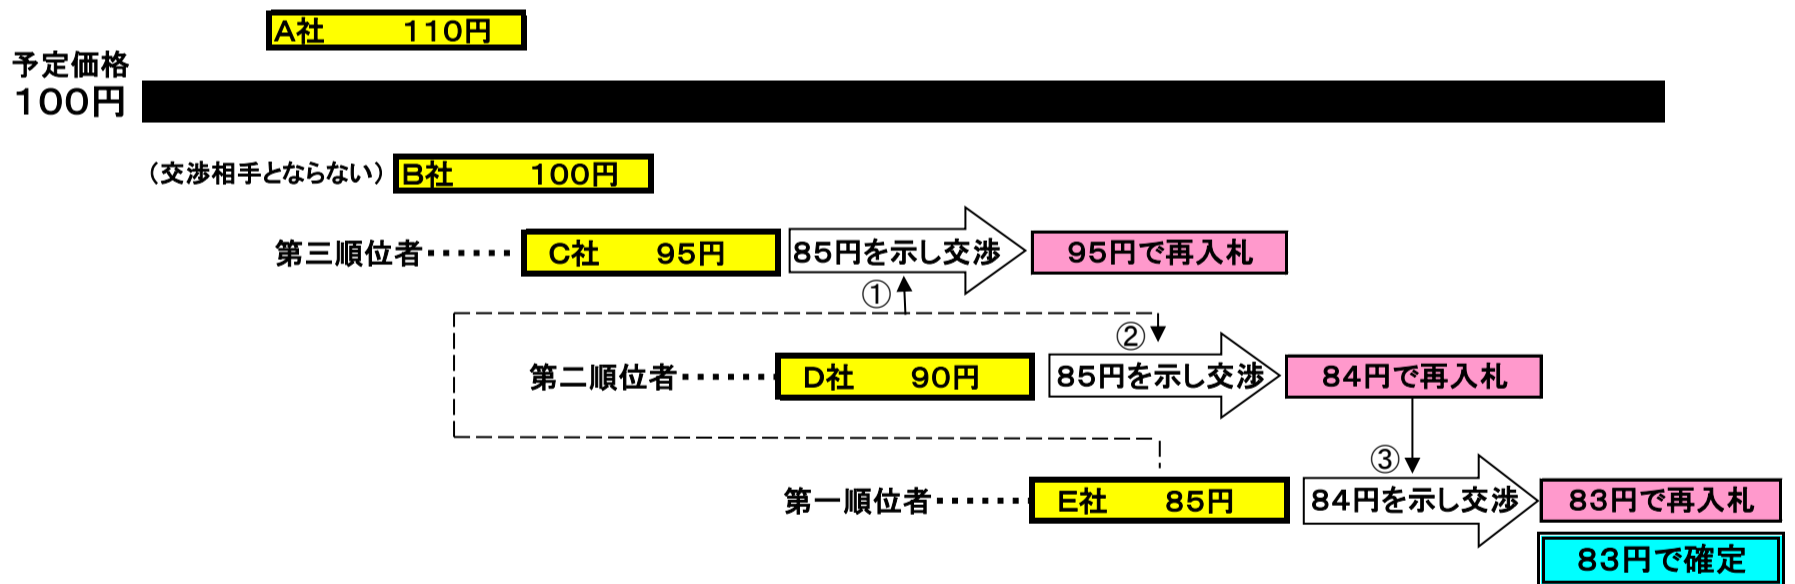 A社　110円
予定価格
100円
（交渉相手とならない）　B社　100円
第三順位者・・・・・・　C社　95円　85円を示し交渉　95円で再入札
①
②
第二順位者・・・・・・・　D社　90円　85円を示し交渉　84円で再入札
③
第一順位者・・・・・・・　E社　85円　84円を示し交渉　83円で再入札
83円で確定